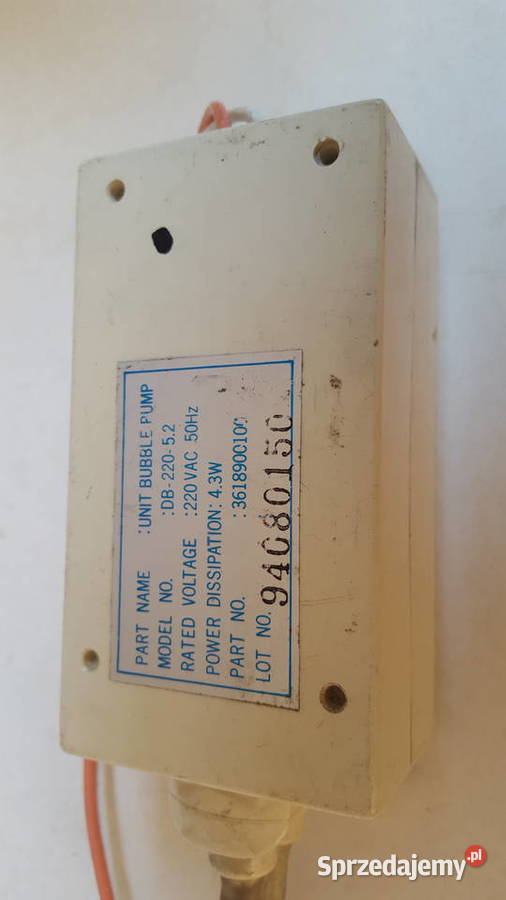 PART NAME :UNIT BUBBLE PUMP
MODEL NO. :DB-220-5.2
RATED VOLTAGE :220VAC 50Hz
POWER DISSIPATION: 4.3W
PART NO. :3618900100
LOT NO. 94080150
Sprzedajemy.pl